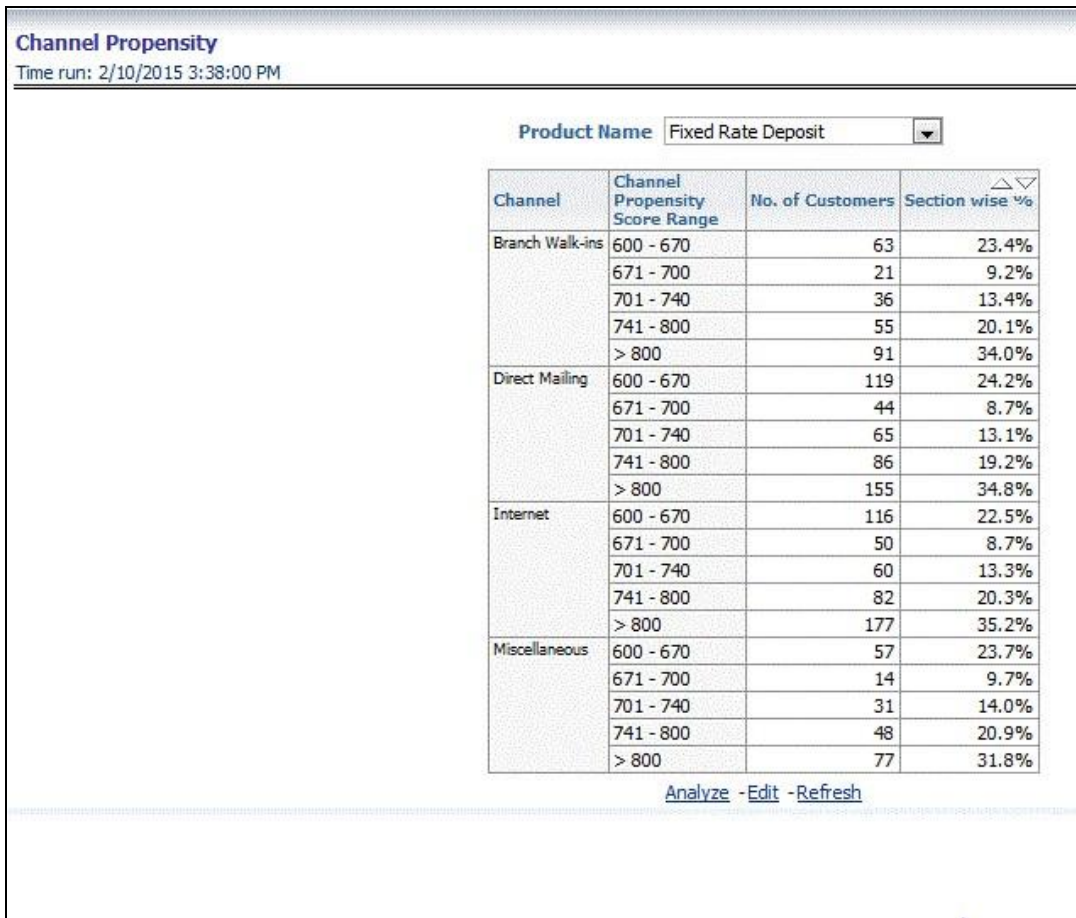 Channel Propensity
Time run: 2/10/2015 3:38:00 PM
Product Name Fixed Rate Deposit
Channel Channel Propensity Score Range No. of Customers Section wise %
Branch Walk-ins 600 - 670 63 23.4%
671 - 700 21 9.2%
701 - 740 36 13.4%
741 - 800 55 20.1%
> 800 91 34.0%
Direct Mailing 600 - 670 119 24.2%
671 - 700 44 8.7%
701 - 740 65 13.1%
741 - 800 86 19.2%
> 800 155 34.8%
Internet 600 - 670 116 22.5%
671 - 700 50 8.7%
701 - 740 60 13.3%
741 - 800 82 20.3%
> 800 177 35.2%
Miscellaneous 600 - 670 57 23.7%
671 - 700 14 9.7%
701 - 740 31 14.0%
741 - 800 48 20.9%
> 800 77 31.8%
Analyze - Edit - Refresh